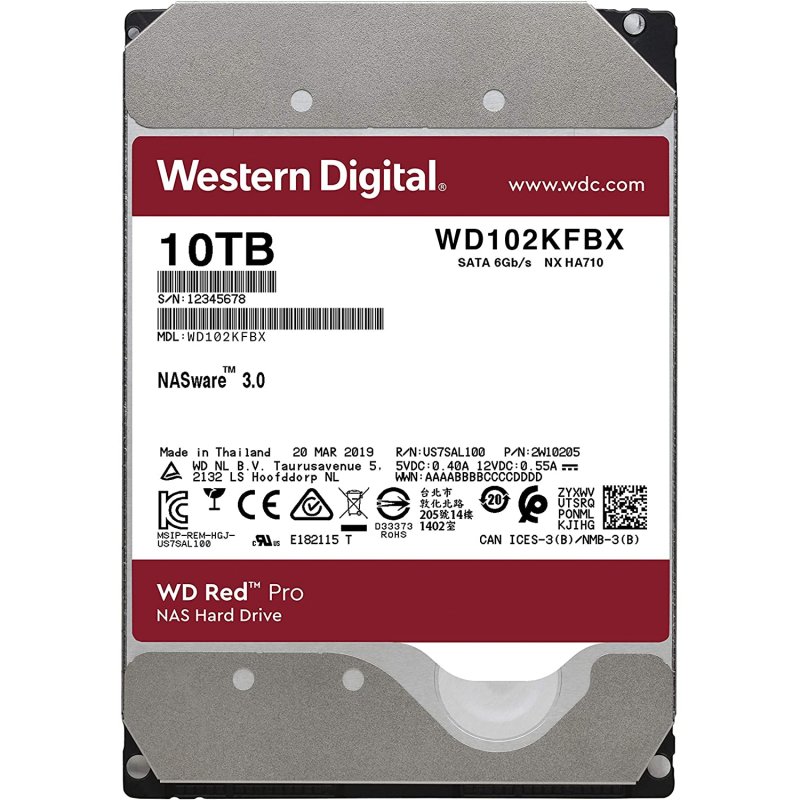 Western Digital®
www.wdc.com
10TB
WD102KFBX
SATA 6Gb/s NX HA710
S/N:12345678
MDL:WD102KFBX
NASware™ 3.0
Made in Thailand 20 MAR 2019 R/N:US7SAL100 P/N:2W10205
WD NL B.V. Taurusavenue 5, 5VDC:0.40A 12VDC:0.55A
2132 LS Hoofddorp NL WWN:AAAABBBBCCCCDDDD
台北市
敦化北路
205號14樓
1402室
20
ZYXWV
UTSRQ
PONML
KJIHG
D33373
RoHS
MSIP-REM-HGJ-
US7SAL100
E182115 T
CAN ICES-3(B)/NMB-3(B)
WD Red™ Pro
NAS Hard Drive